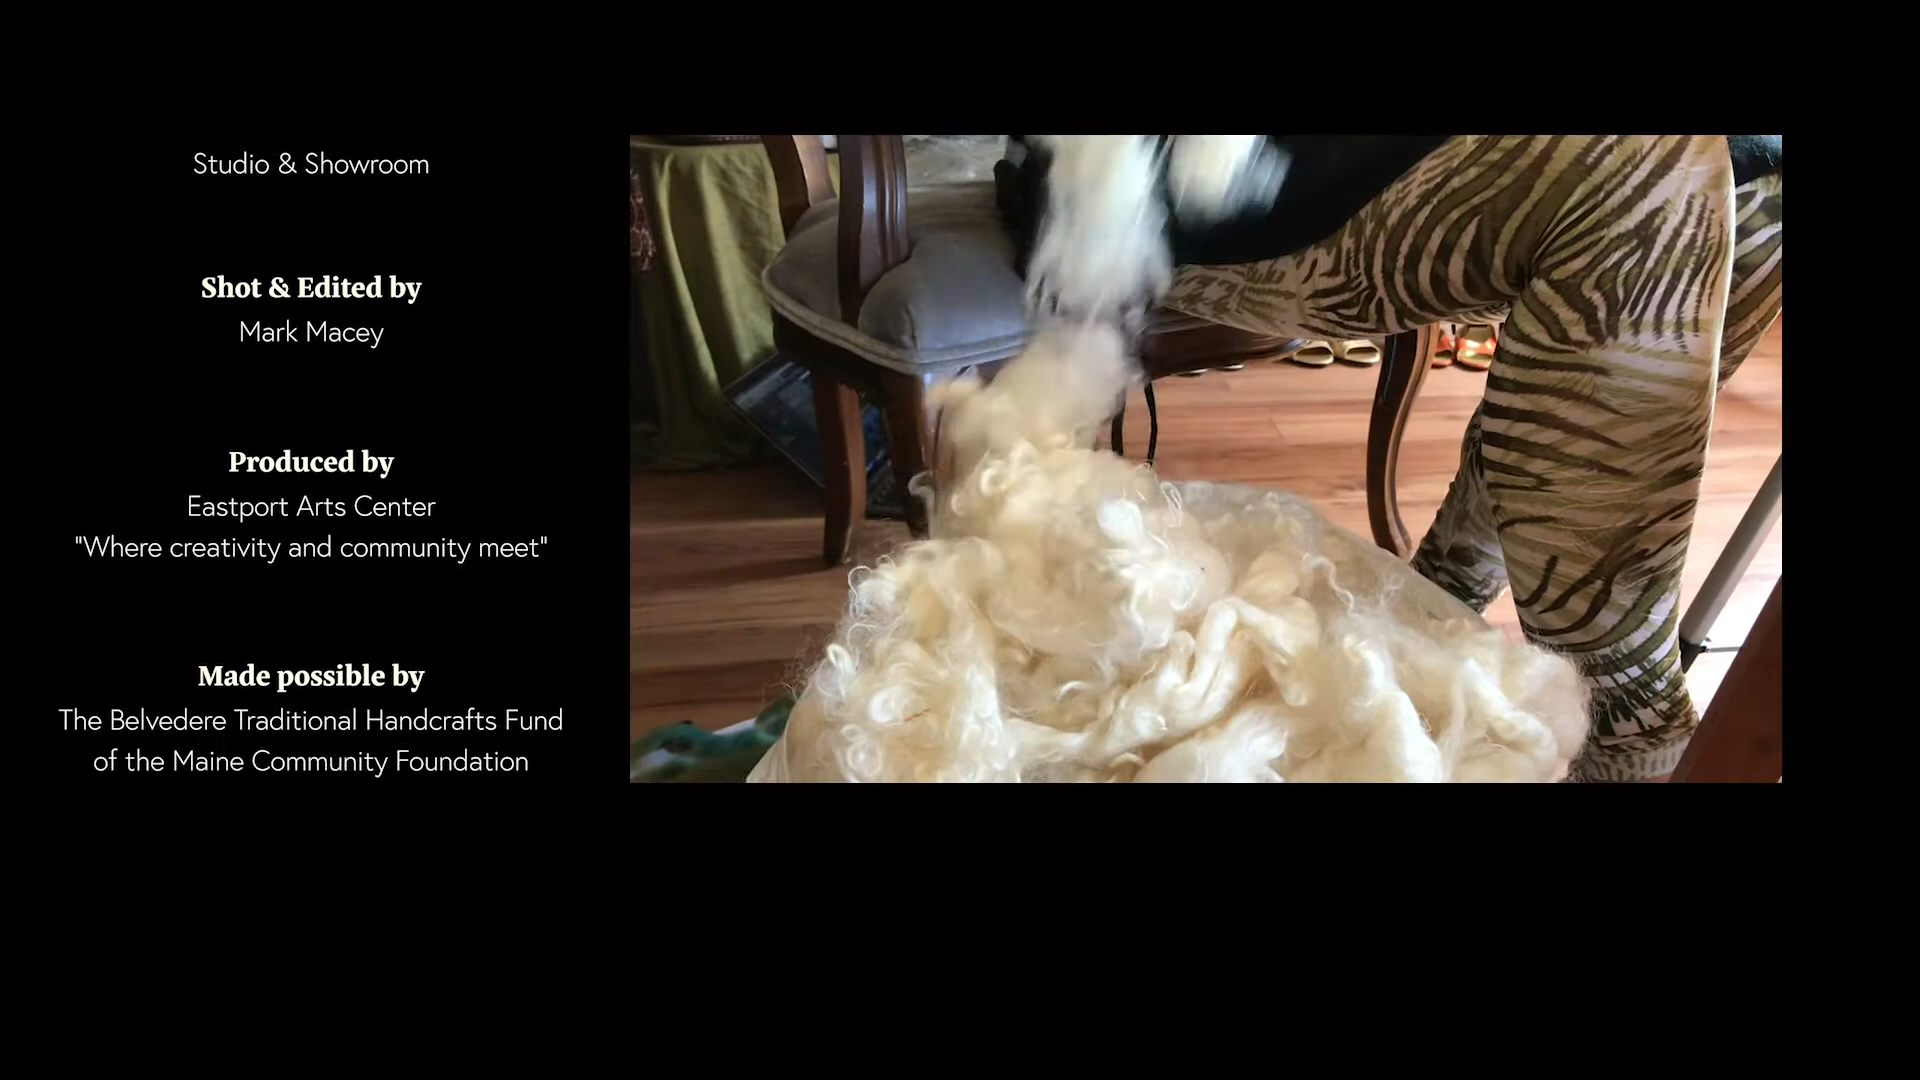 Studio & Showroom
Shot & Edited by
Mark Macey
Produced by
Eastport Arts Center
"Where creativity and community meet"
Made possible by
The Belvedere Traditional Handcrafts Fund
of the Maine Community Foundation